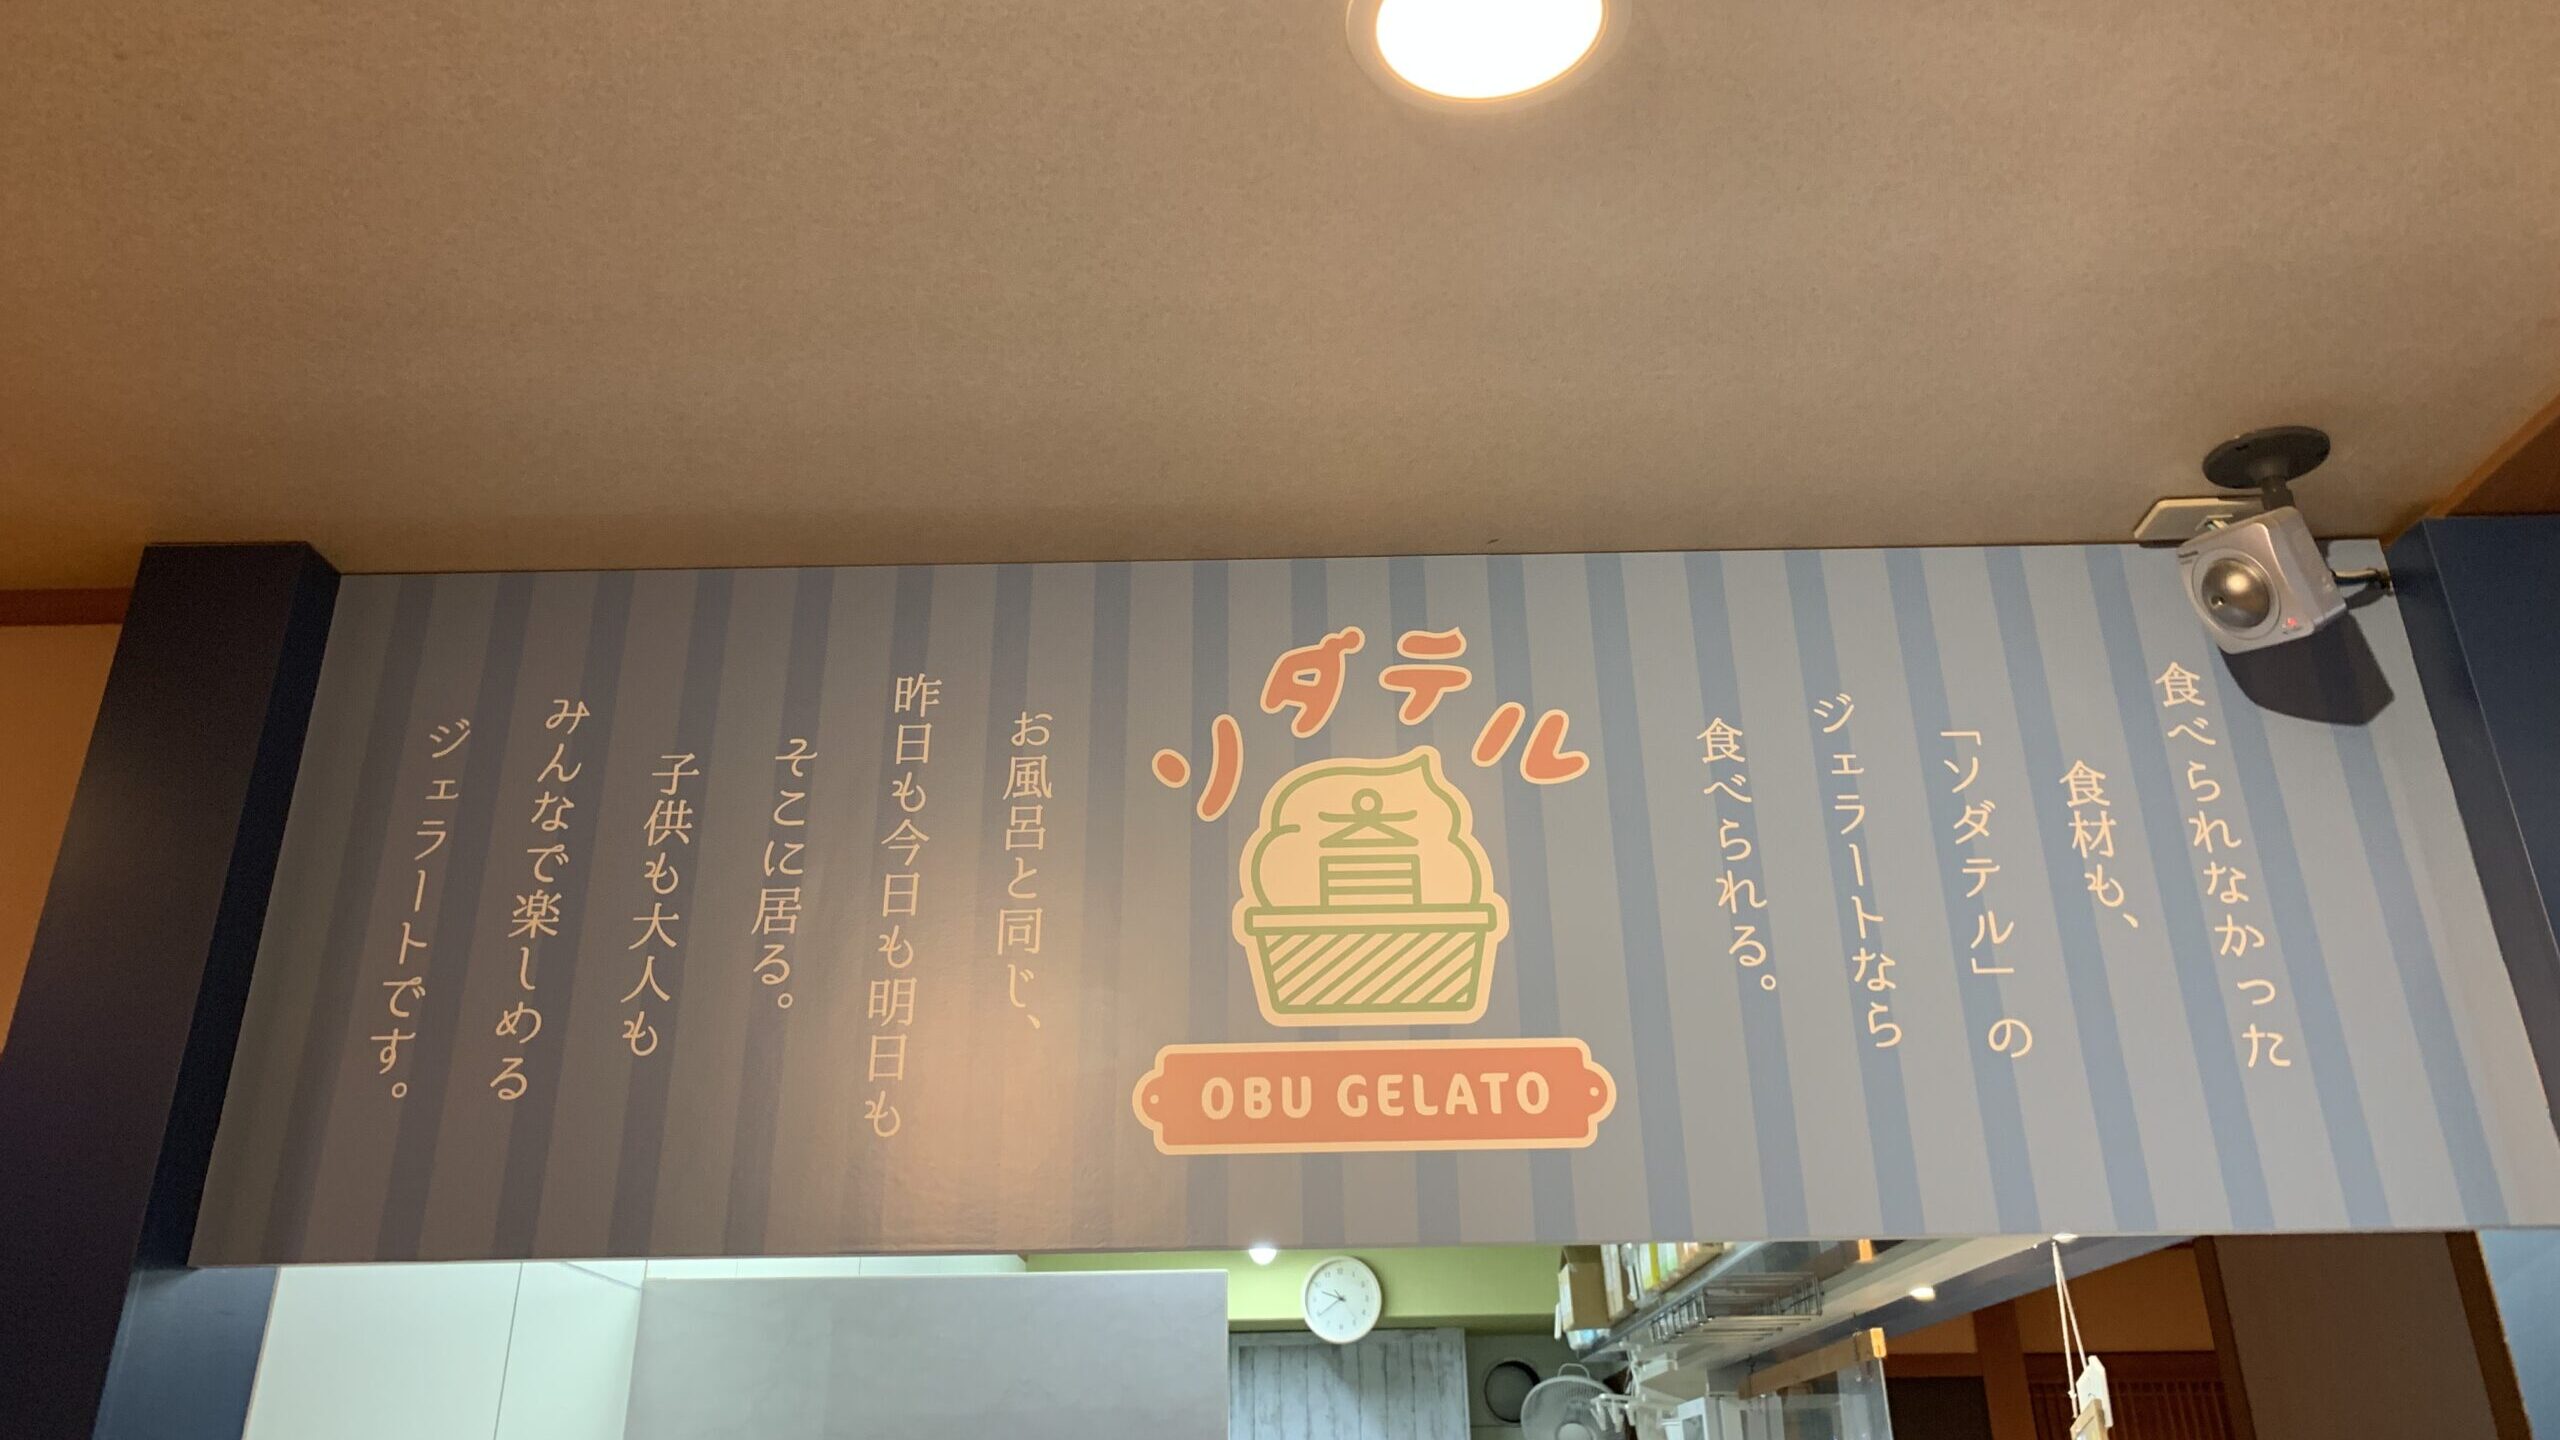 食べられなかった
食材も、
「ソダテル」の
ジェラートなら
食べられる。
ソダテル
育
OBU GELATO
お風呂と同じ、
昨日も今日も明日も
そこに居る。
子供も大人も
みんなで楽しめる
ジェラートです。